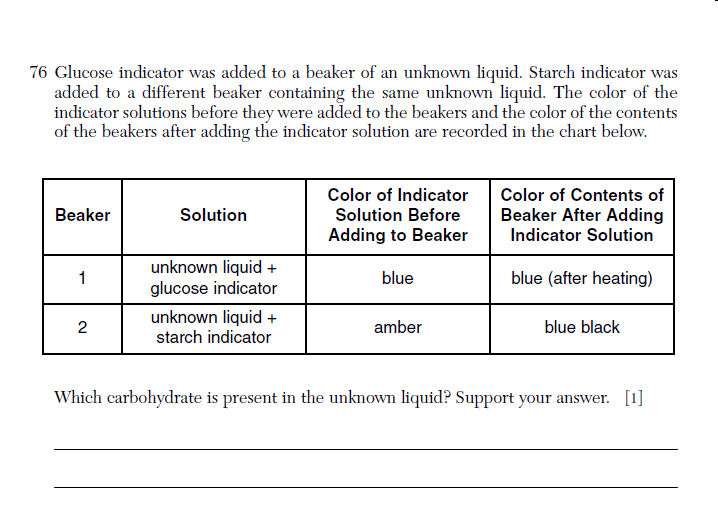 76 Glucose indicator was added to a beaker of an unknown liquid. Starch indicator was
added to a different beaker containing the same unknown liquid. The color of the
indicator solutions before they were added to the beakers and the color of the contents
of the beakers after adding the indicator solution are recorded in the chart below.
Beaker
Solution
Color of Indicator
Solution Before
Adding to Beaker
Color of Contents of
Beaker After Adding
Indicator Solution
1
unknown liquid +
glucose indicator
blue
blue (after heating)
2
unknown liquid +
starch indicator
amber
blue black
Which carbohydrate is present in the unknown liquid? Support your answer. [1]